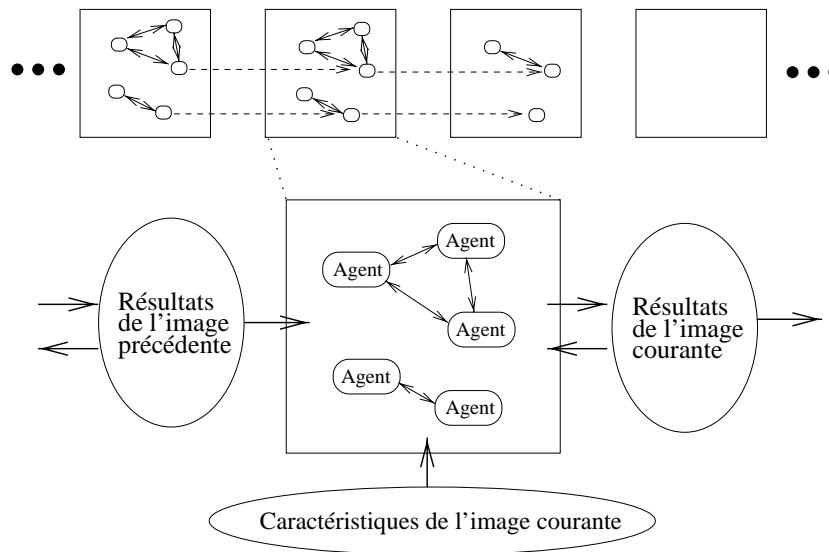 Agent
Agent
Agent
Agent
Agent
Résultats
de l'image
précédente
Résultats
de l'image
courante
Caractéristiques de l'image courante